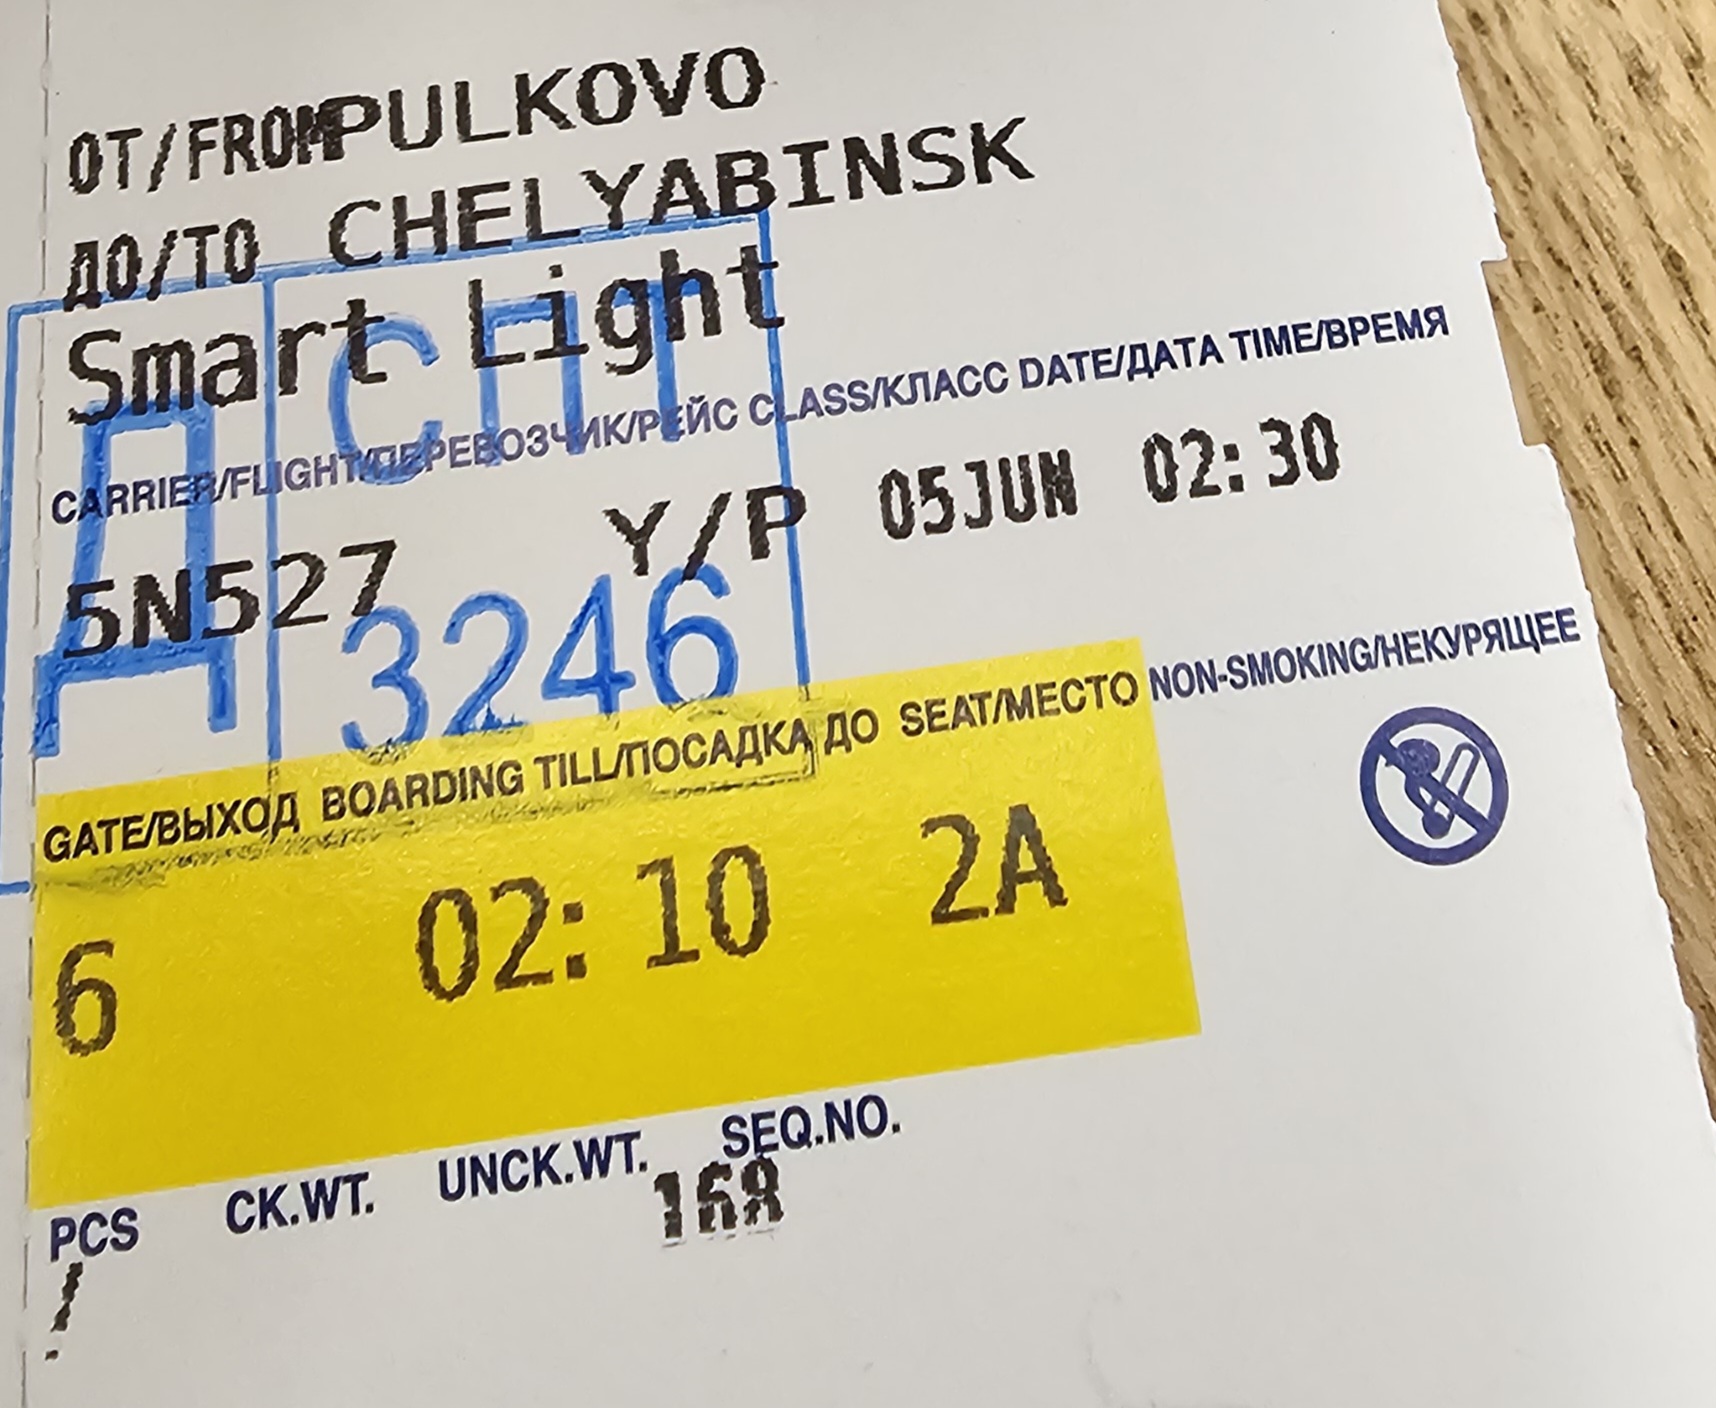 ОТ/FROM PULKOVO
ДО/TO CHELYABINSK
Smart Light
Д СПТ
CARRIER/FLIGHT/ПЕРЕВОЗЧИК/РЕЙС CLASS/КЛАСС DATE/ДАТА TIME/ВРЕМЯ
5N527 Y/P 05JUN 02:30
3246
GATE/ВЫХОД BOARDING TILL/ПОСАДКА ДО SEAT/МЕСТО NON-SMOKING/НЕКУРЯЩЕЕ
6 02:10 2A
PCS CK.WT. UNCK.WT. SEQ.NO.
/ 168